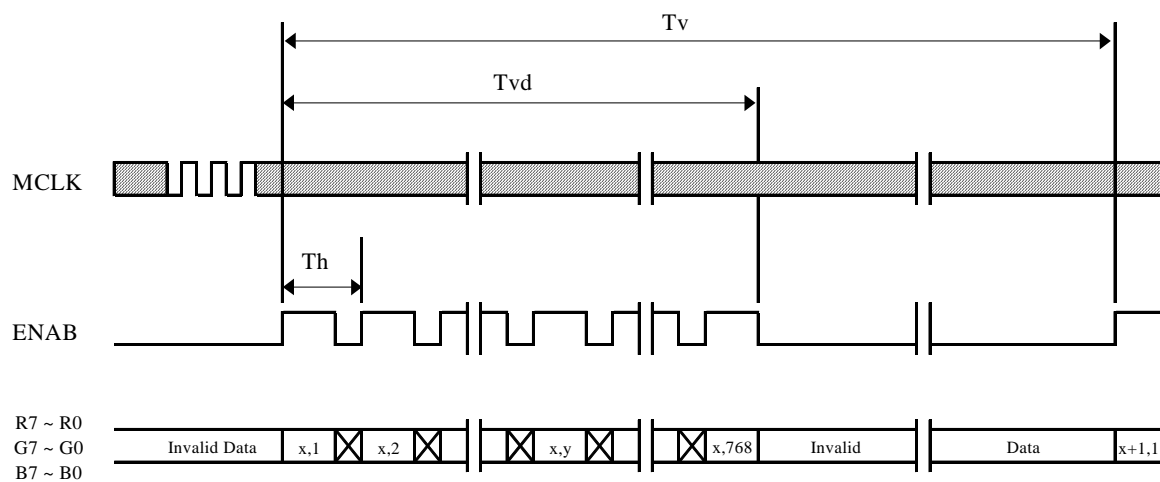 Tv
Tvd
MCLK
Th
ENAB
R7 ~ R0
G7 ~ G0
B7 ~ B0
Invalid Data
x,1
x,2
x,y
x,768
Invalid
Data
x+1,1